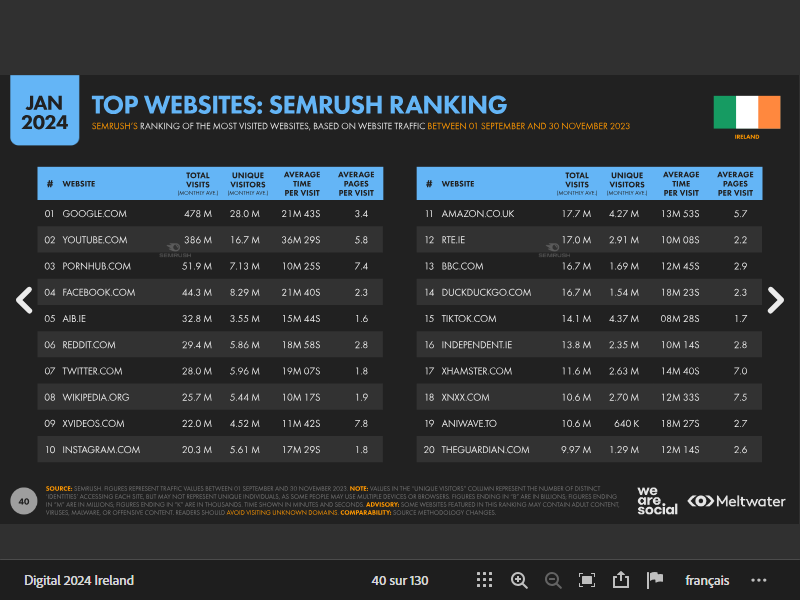 JAN
2024
TOP WEBSITES: SEMRUSH RANKING
SEMRUSH'S RANKING OF THE MOST VISITED WEBSITES, BASED ON WEBSITE TRAFFIC BETWEEN 01 SEPTEMBER AND 30 NOVEMBER 2023
IRELAND
# WEBSITE TOTAL VISITS (MONTHLY AVE.) UNIQUE VISITORS (MONTHLY AVE.) AVERAGE TIME PER VISIT AVERAGE PAGES PER VISIT
01 GOOGLE.COM 478 M 28.0 M 21M 43S 3.4
02 YOUTUBE.COM 386 M 16.7 M 36M 29S 5.8
03 PORNHUB.COM 51.9 M 7.13 M 10M 25S 7.4
04 FACEBOOK.COM 44.3 M 8.29 M 21M 40S 2.3
05 AIB.IE 32.8 M 3.55 M 15M 44S 1.6
06 REDDIT.COM 29.4 M 5.86 M 18M 58S 2.8
07 TWITTER.COM 28.0 M 5.96 M 19M 07S 1.8
08 WIKIPEDIA.ORG 25.7 M 5.44 M 10M 17S 1.9
09 XVIDEOS.COM 22.0 M 4.52 M 11M 42S 7.8
10 INSTAGRAM.COM 20.3 M 5.61 M 17M 29S 1.8
SEMRUSH
# WEBSITE TOTAL VISITS (MONTHLY AVE.) UNIQUE VISITORS (MONTHLY AVE.) AVERAGE TIME PER VISIT AVERAGE PAGES PER VISIT
11 AMAZON.CO.UK 17.7 M 4.27 M 13M 53S 5.7
12 RTE.IE 17.0 M 2.91 M 10M 08S 2.2
13 BBC.COM 16.7 M 1.69 M 12M 45S 2.9
14 DUCKDUCKGO.COM 16.7 M 1.54 M 18M 23S 2.3
15 TIKTOK.COM 14.1 M 4.37 M 08M 28S 1.7
16 INDEPENDENT.IE 13.8 M 2.35 M 10M 14S 2.8
17 XHAMSTER.COM 11.6 M 2.63 M 14M 40S 7.0
18 XNXX.COM 10.6 M 2.70 M 12M 33S 7.5
19 ANIWAVE.TO 10.6 M 640 K 18M 27S 2.7
20 THEGUARDIAN.COM 9.97 M 1.29 M 12M 14S 2.6
SEMRUSH
40
SOURCE: SEMRUSH. FIGURES REPRESENT TRAFFIC VALUES BETWEEN 01 SEPTEMBER AND 30 NOVEMBER 2023. NOTE: VALUES IN THE "UNIQUE VISITORS" COLUMN REPRESENT THE NUMBER OF DISTINCT
'IDENTITIES' ACCESSING EACH SITE, BUT MAY NOT REPRESENT UNIQUE INDIVIDUALS, AS SOME PEOPLE MAY USE MULTIPLE DEVICES OR BROWSERS. FIGURES ENDING IN "B" ARE IN BILLIONS, FIGURES ENDING
IN "M" ARE IN MILLIONS, FIGURES ENDING IN "K" ARE IN THOUSANDS. TIME SHOWN IN MINUTES AND SECONDS. ADVISORY: SOME WEBSITES FEATURED IN THIS RANKING MAY CONTAIN ADULT CONTENT,
VIRUSES, MALWARE, OR OFFENSIVE CONTENT. READERS SHOULD AVOID VISITING UNKNOWN DOMAINS. COMPARABILITY: SOURCE METHODOLOGY CHANGES.
we
are.
social
Meltwater
Digital 2024 Ireland
40 sur 130
français